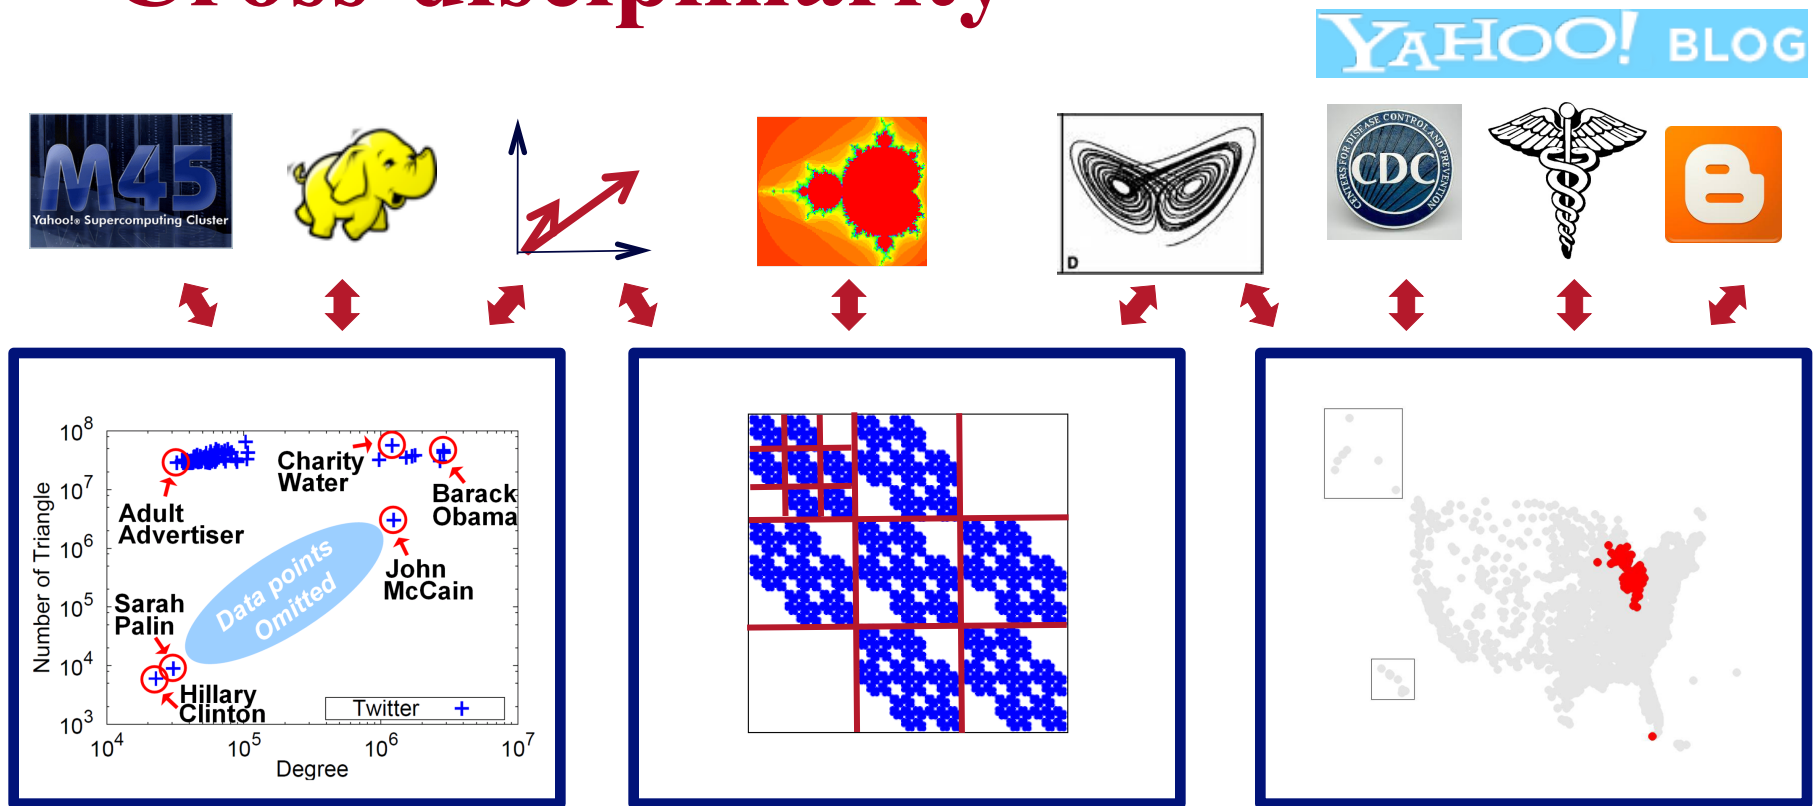 Cross-disciplinarity
YAHOO! BLOG
M45
Yahoo!® Supercomputing Cluster
D
CENTERS FOR DISEASE CONTROL AND PREVENTION
CDC
Number of Triangle
10^8
10^7
10^6
10^5
10^4
10^3
Adult
Advertiser
Charity
Water
Barack
Obama
John
McCain
Data points
Omitted
Sarah
Palin
Hillary
Clinton
Twitter
10^4
10^5
10^6
10^7
Degree